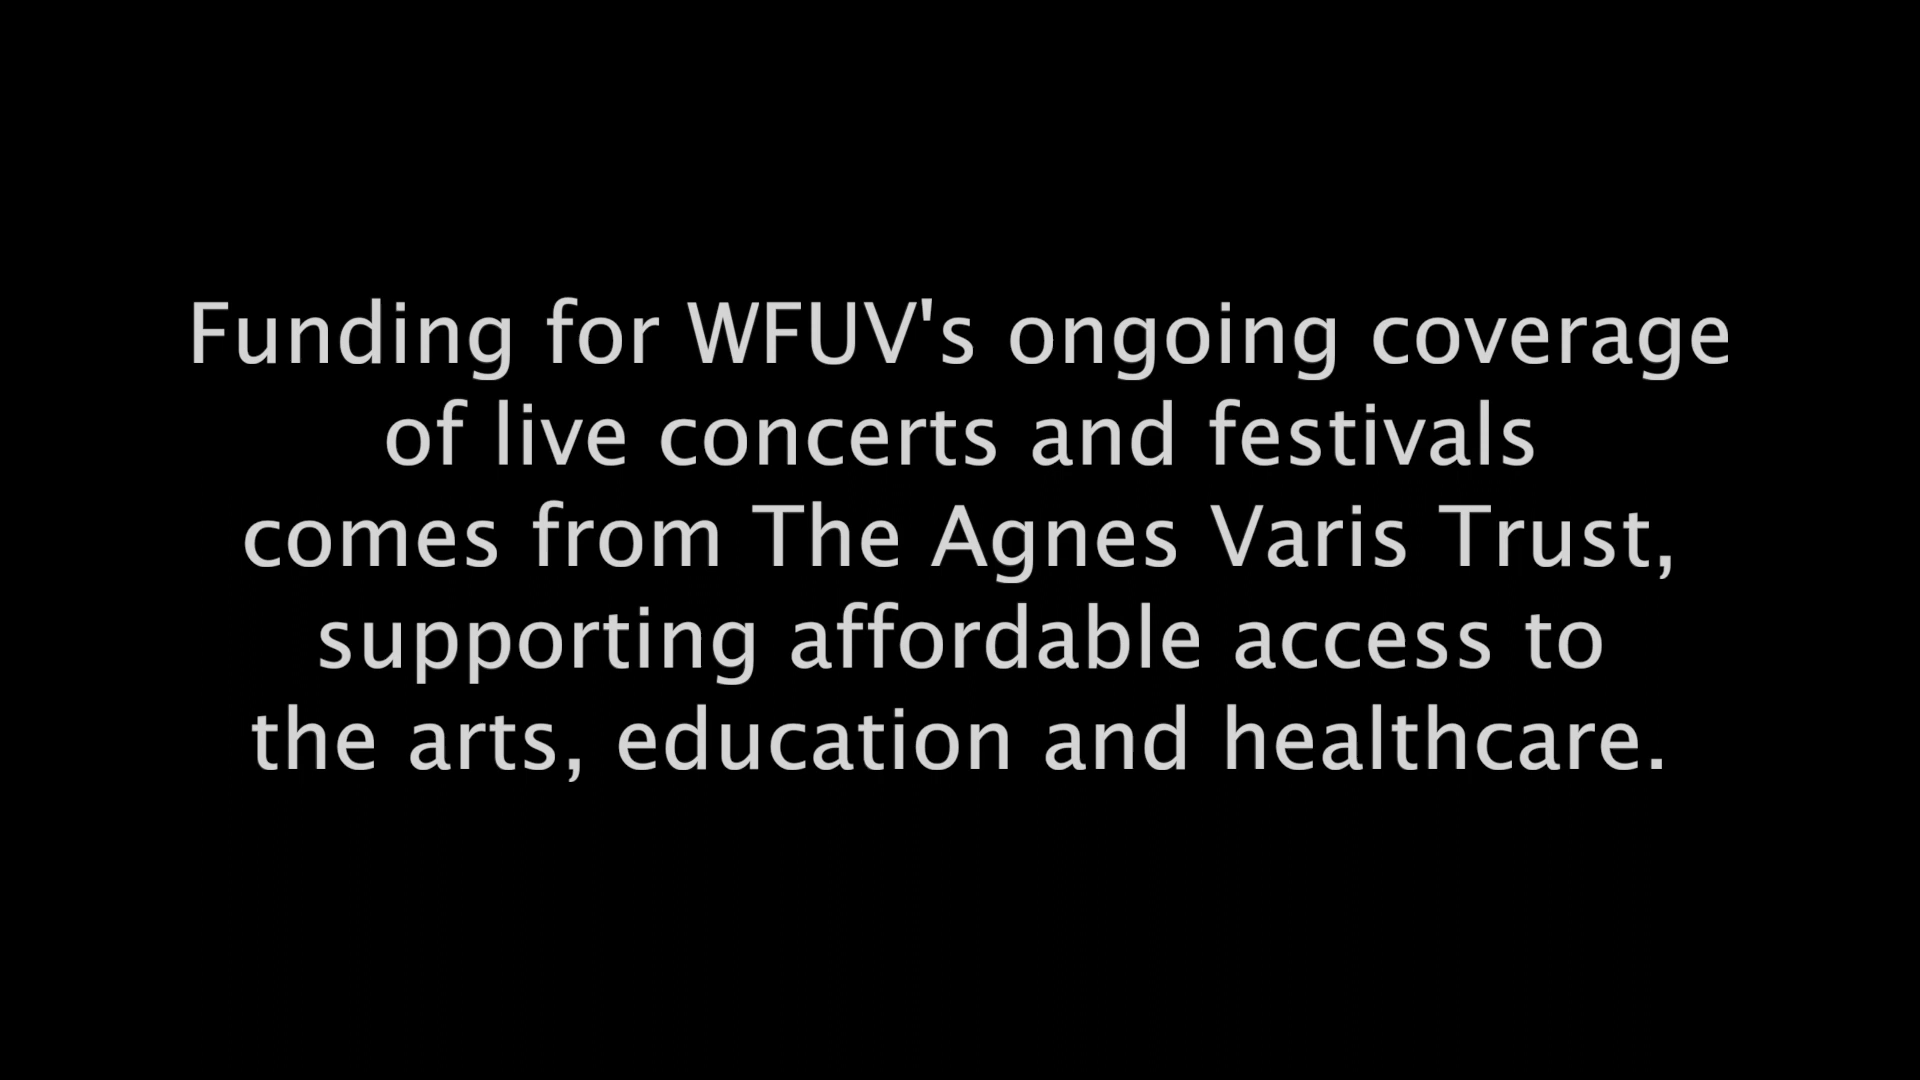 Funding for WFUV's ongoing coverage
of live concerts and festivals
comes from The Agnes Varis Trust,
supporting affordable access to
the arts, education and healthcare.